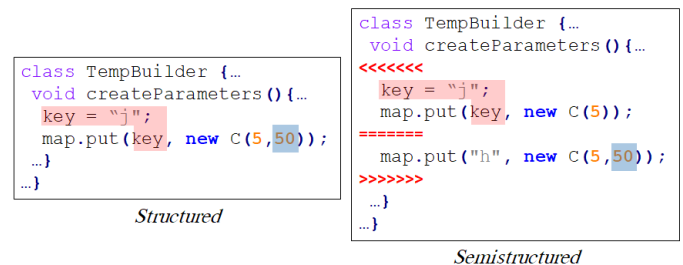 class TempBuilder {…
void createParameters(){…
key = “j";
map.put(key, new C(5,50));
…}
…}
Structured
class TempBuilder {…
void createParameters(){…
<<<<<<<
key = “j";
map.put(key, new C(5));
=======
map.put("h", new C(5,50));
>>>>>>>
…}
…}
Semistructured